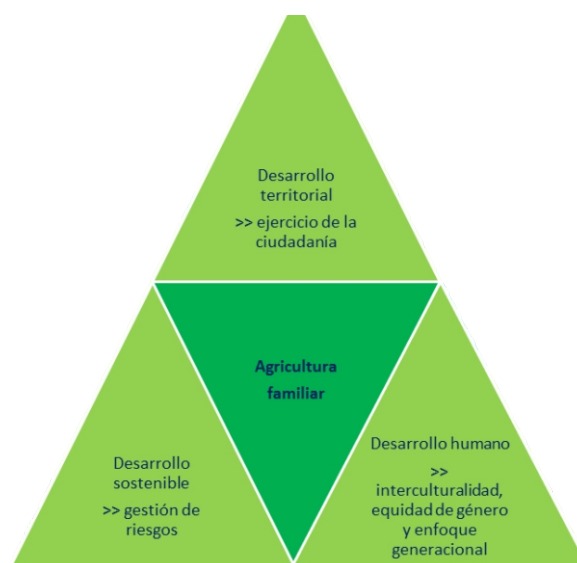 Desarrollo
territorial
>> ejercicio de la
ciudadanía
Agricultura
familiar
Desarrollo
sostenible
>> gestión de
riesgos
Desarrollo humano
>>
interculturalidad,
equidad de género
y enfoque
generacional